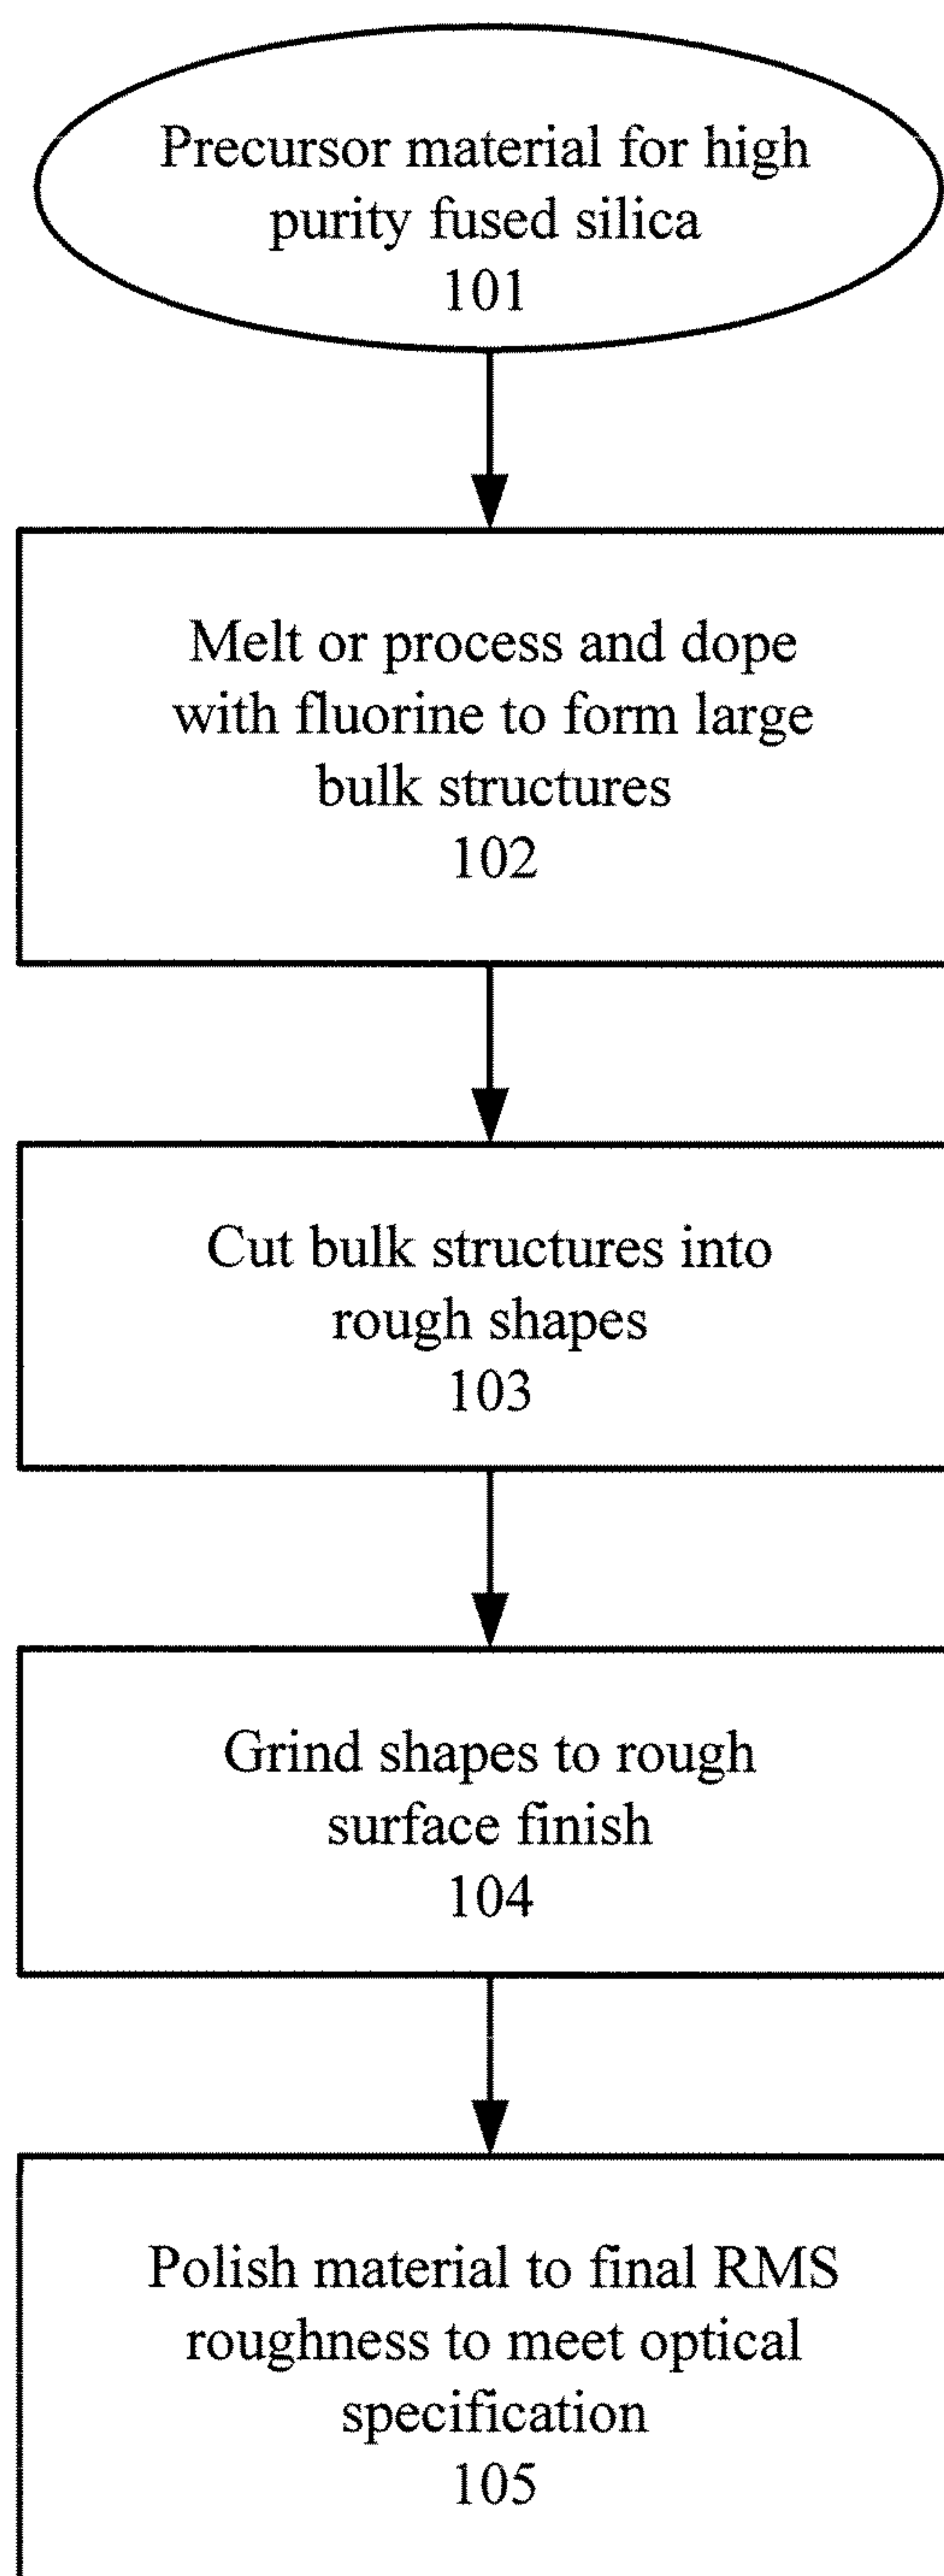 Precursor material for high
purity fused silica
101
Melt or process and dope
with fluorine to form large
bulk structures
102
Cut bulk structures into
rough shapes
103
Grind shapes to rough
surface finish
104
Polish material to final RMS
roughness to meet optical
specification
105